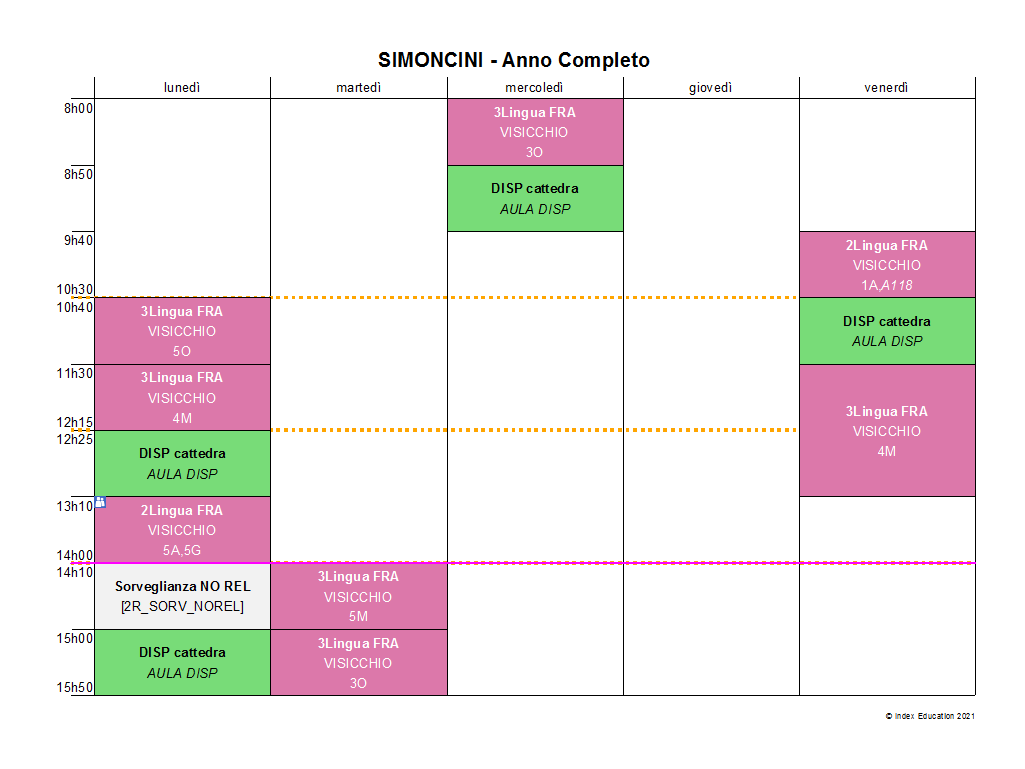 SIMONCINI - Anno Completo
lunedì martedì mercoledì giovedì venerdì
8h00
8h50
9h40
10h30
10h40
11h30
12h15
12h25
13h10
14h00
14h10
15h00
15h50
3Lingua FRA
VISICCHIO
5O
3Lingua FRA
VISICCHIO
4M
DISP cattedra
AULA DISP
2Lingua FRA
VISICCHIO
5A,5G
Sorveglianza NO REL
[2R_SORV_NOREL]
DISP cattedra
AULA DISP
3Lingua FRA
VISICCHIO
5M
3Lingua FRA
VISICCHIO
3O
3Lingua FRA
VISICCHIO
3O
DISP cattedra
AULA DISP
2Lingua FRA
VISICCHIO
1A,A118
DISP cattedra
AULA DISP
3Lingua FRA
VISICCHIO
4M
© Index Education 2021